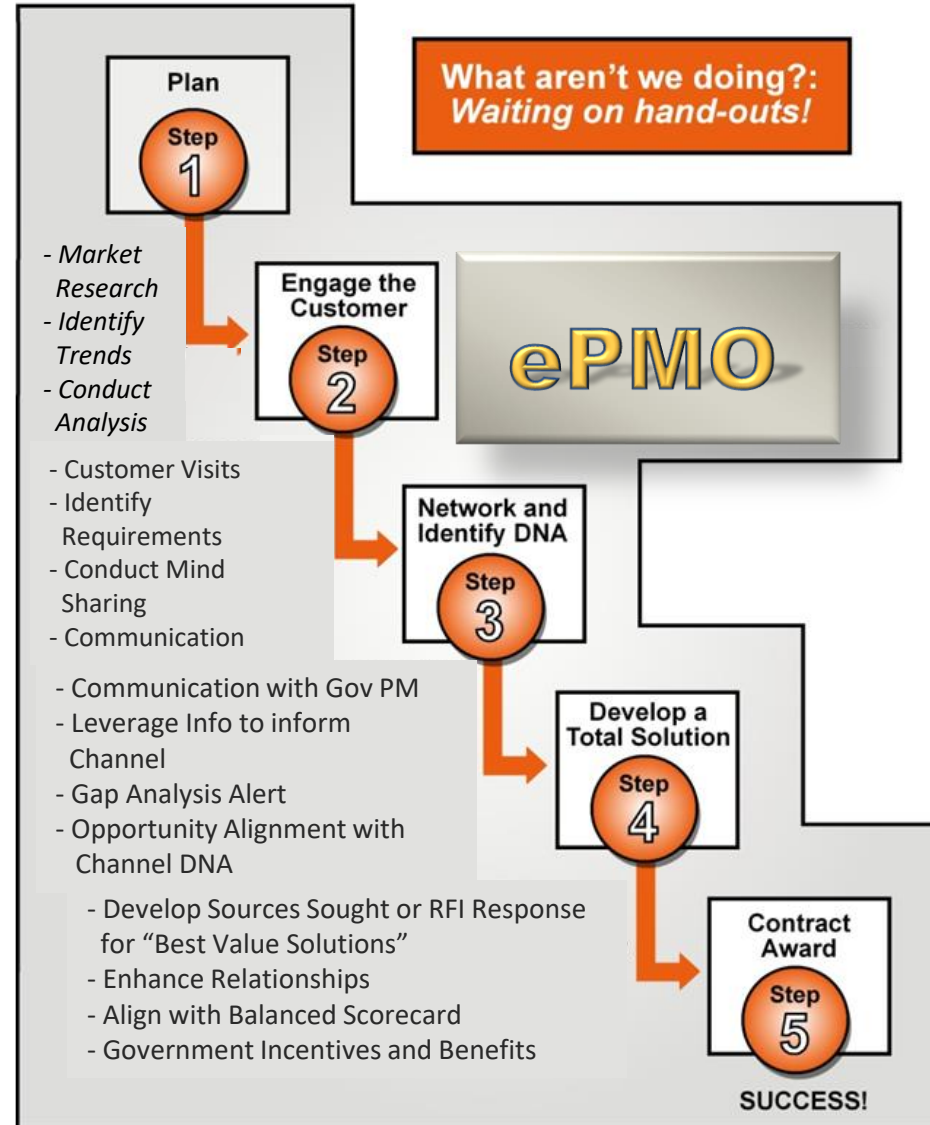 Plan
Step
1
What aren't we doing?:
Waiting on hand-outs!
- Market
Research
- Identify
Trends
- Conduct
Analysis
Engage the
Customer
Step
2
ePMO
- Customer Visits
- Identify
Requirements
- Conduct Mind
Sharing
- Communication
Network and
Identify DNA
Step
3
- Communication with Gov PM
- Leverage Info to inform
Channel
- Gap Analysis Alert
- Opportunity Alignment with
Channel DNA
Develop a
Total Solution
Step
4
- Develop Sources Sought or RFI Response
for “Best Value Solutions”
- Enhance Relationships
- Align with Balanced Scorecard
- Government Incentives and Benefits
Contract
Award
Step
5
SUCCESS!